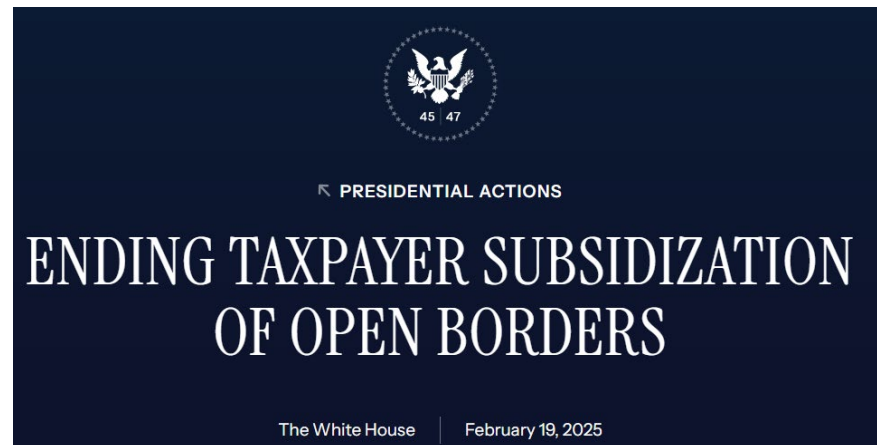 45 47
PRESIDENTIAL ACTIONS
ENDING TAXPAYER SUBSIDIZATION
OF OPEN BORDERS
The White House February 19, 2025